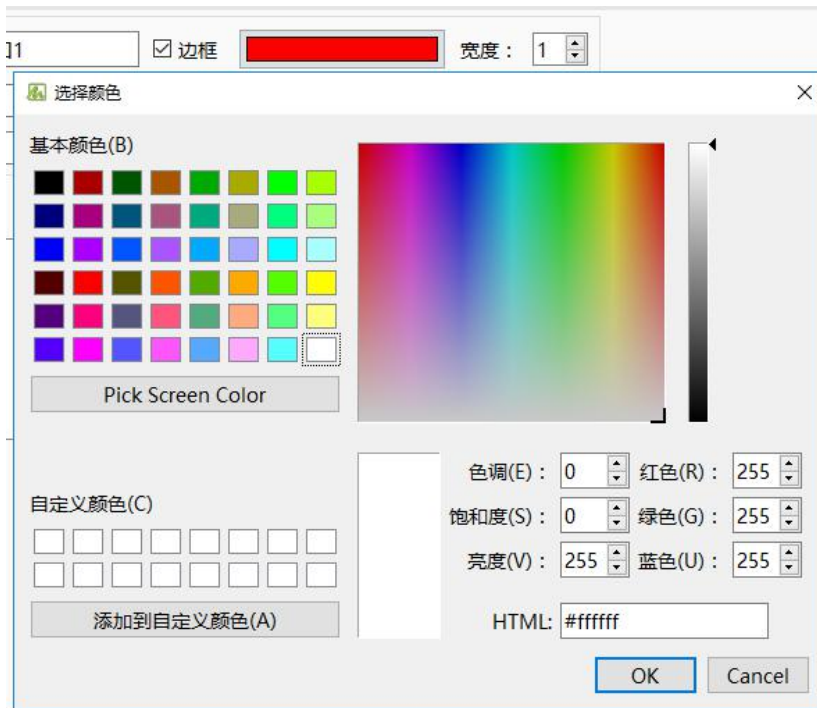 1 边框 宽度： 1
选择颜色
基本颜色(B)
Pick Screen Color
自定义颜色(C)
添加到自定义颜色(A)
色调(E)： 0 红色(R)： 255
饱和度(S)： 0 绿色(G)： 255
亮度(V)： 255 蓝色(U)： 255
HTML: #ffffff
OK Cancel